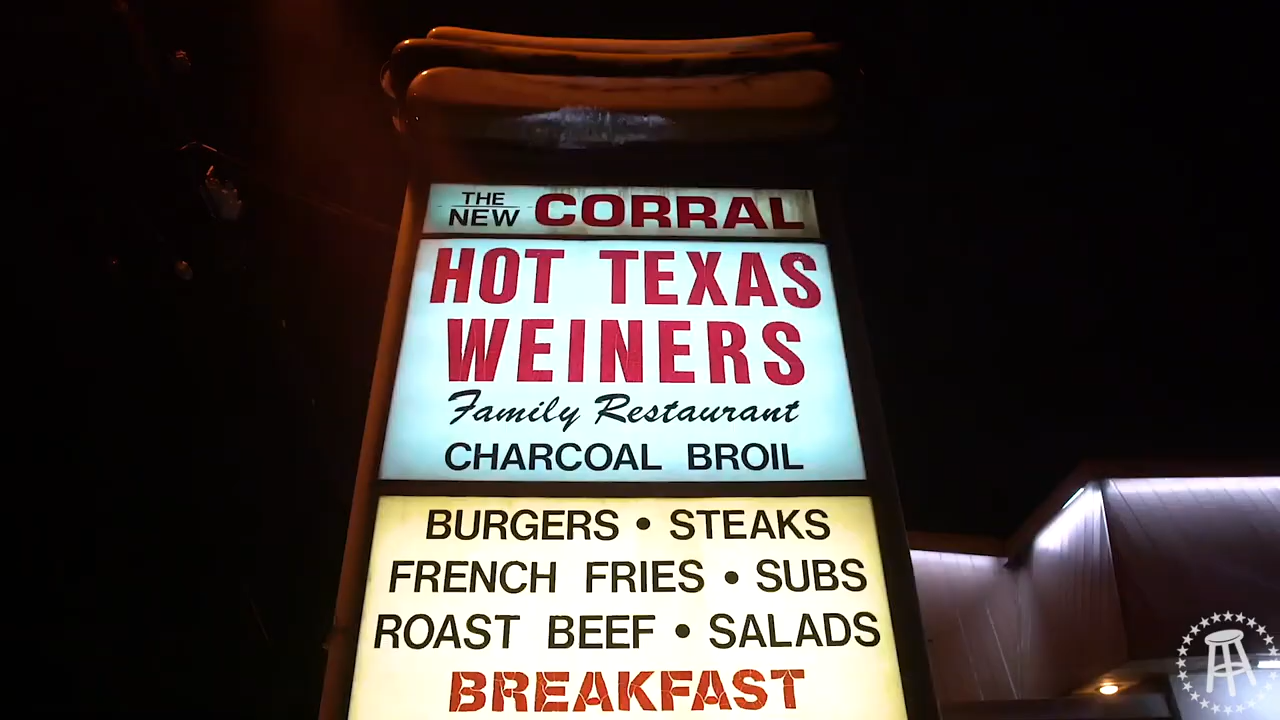 THE NEW CORRAL
HOT TEXAS
WEINERS
Family Restaurant
CHARCOAL BROIL
BURGERS • STEAKS
FRENCH FRIES • SUBS
ROAST BEEF • SALADS
BREAKFAST